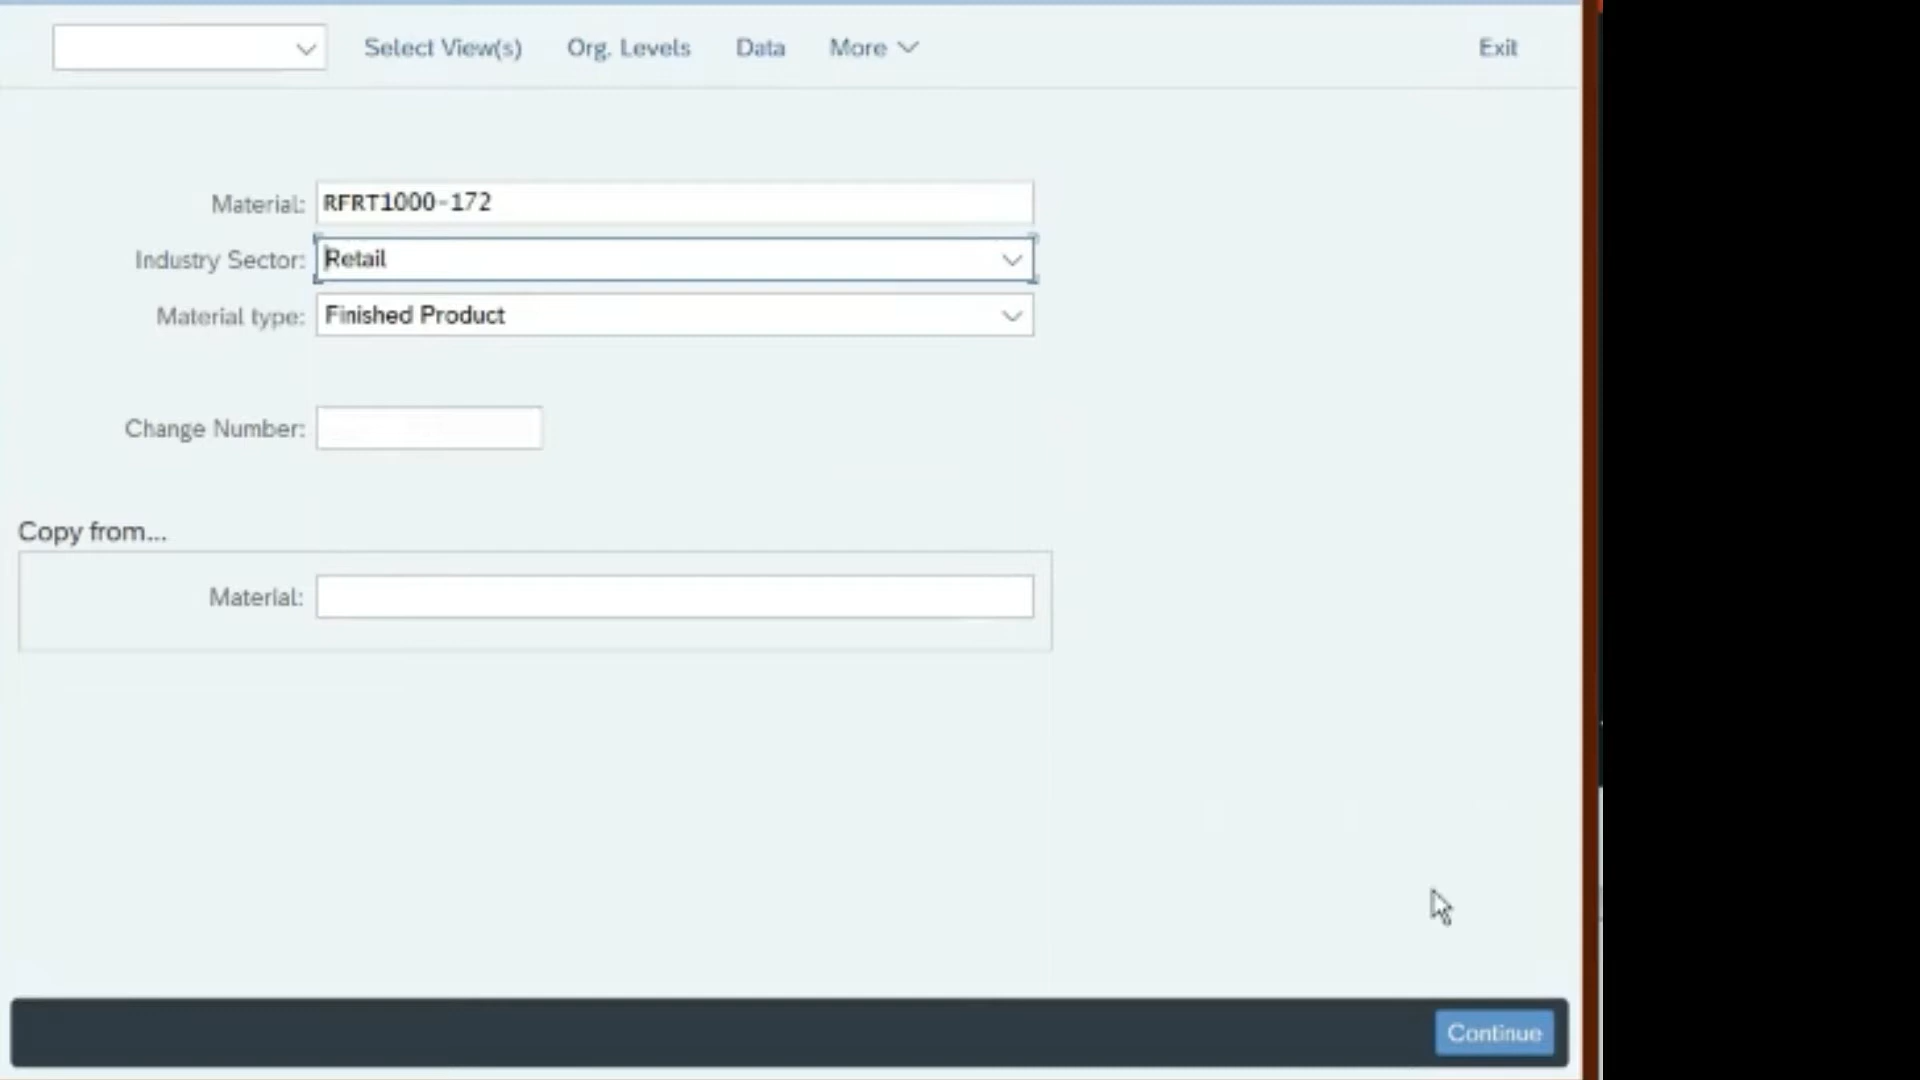 Select View(s) Org. Levels Data More Exit
Material: RFRT1000-172
Industry Sector: Retail
Material type: Finished Product
Change Number:
Copy from...
Material:
Continue